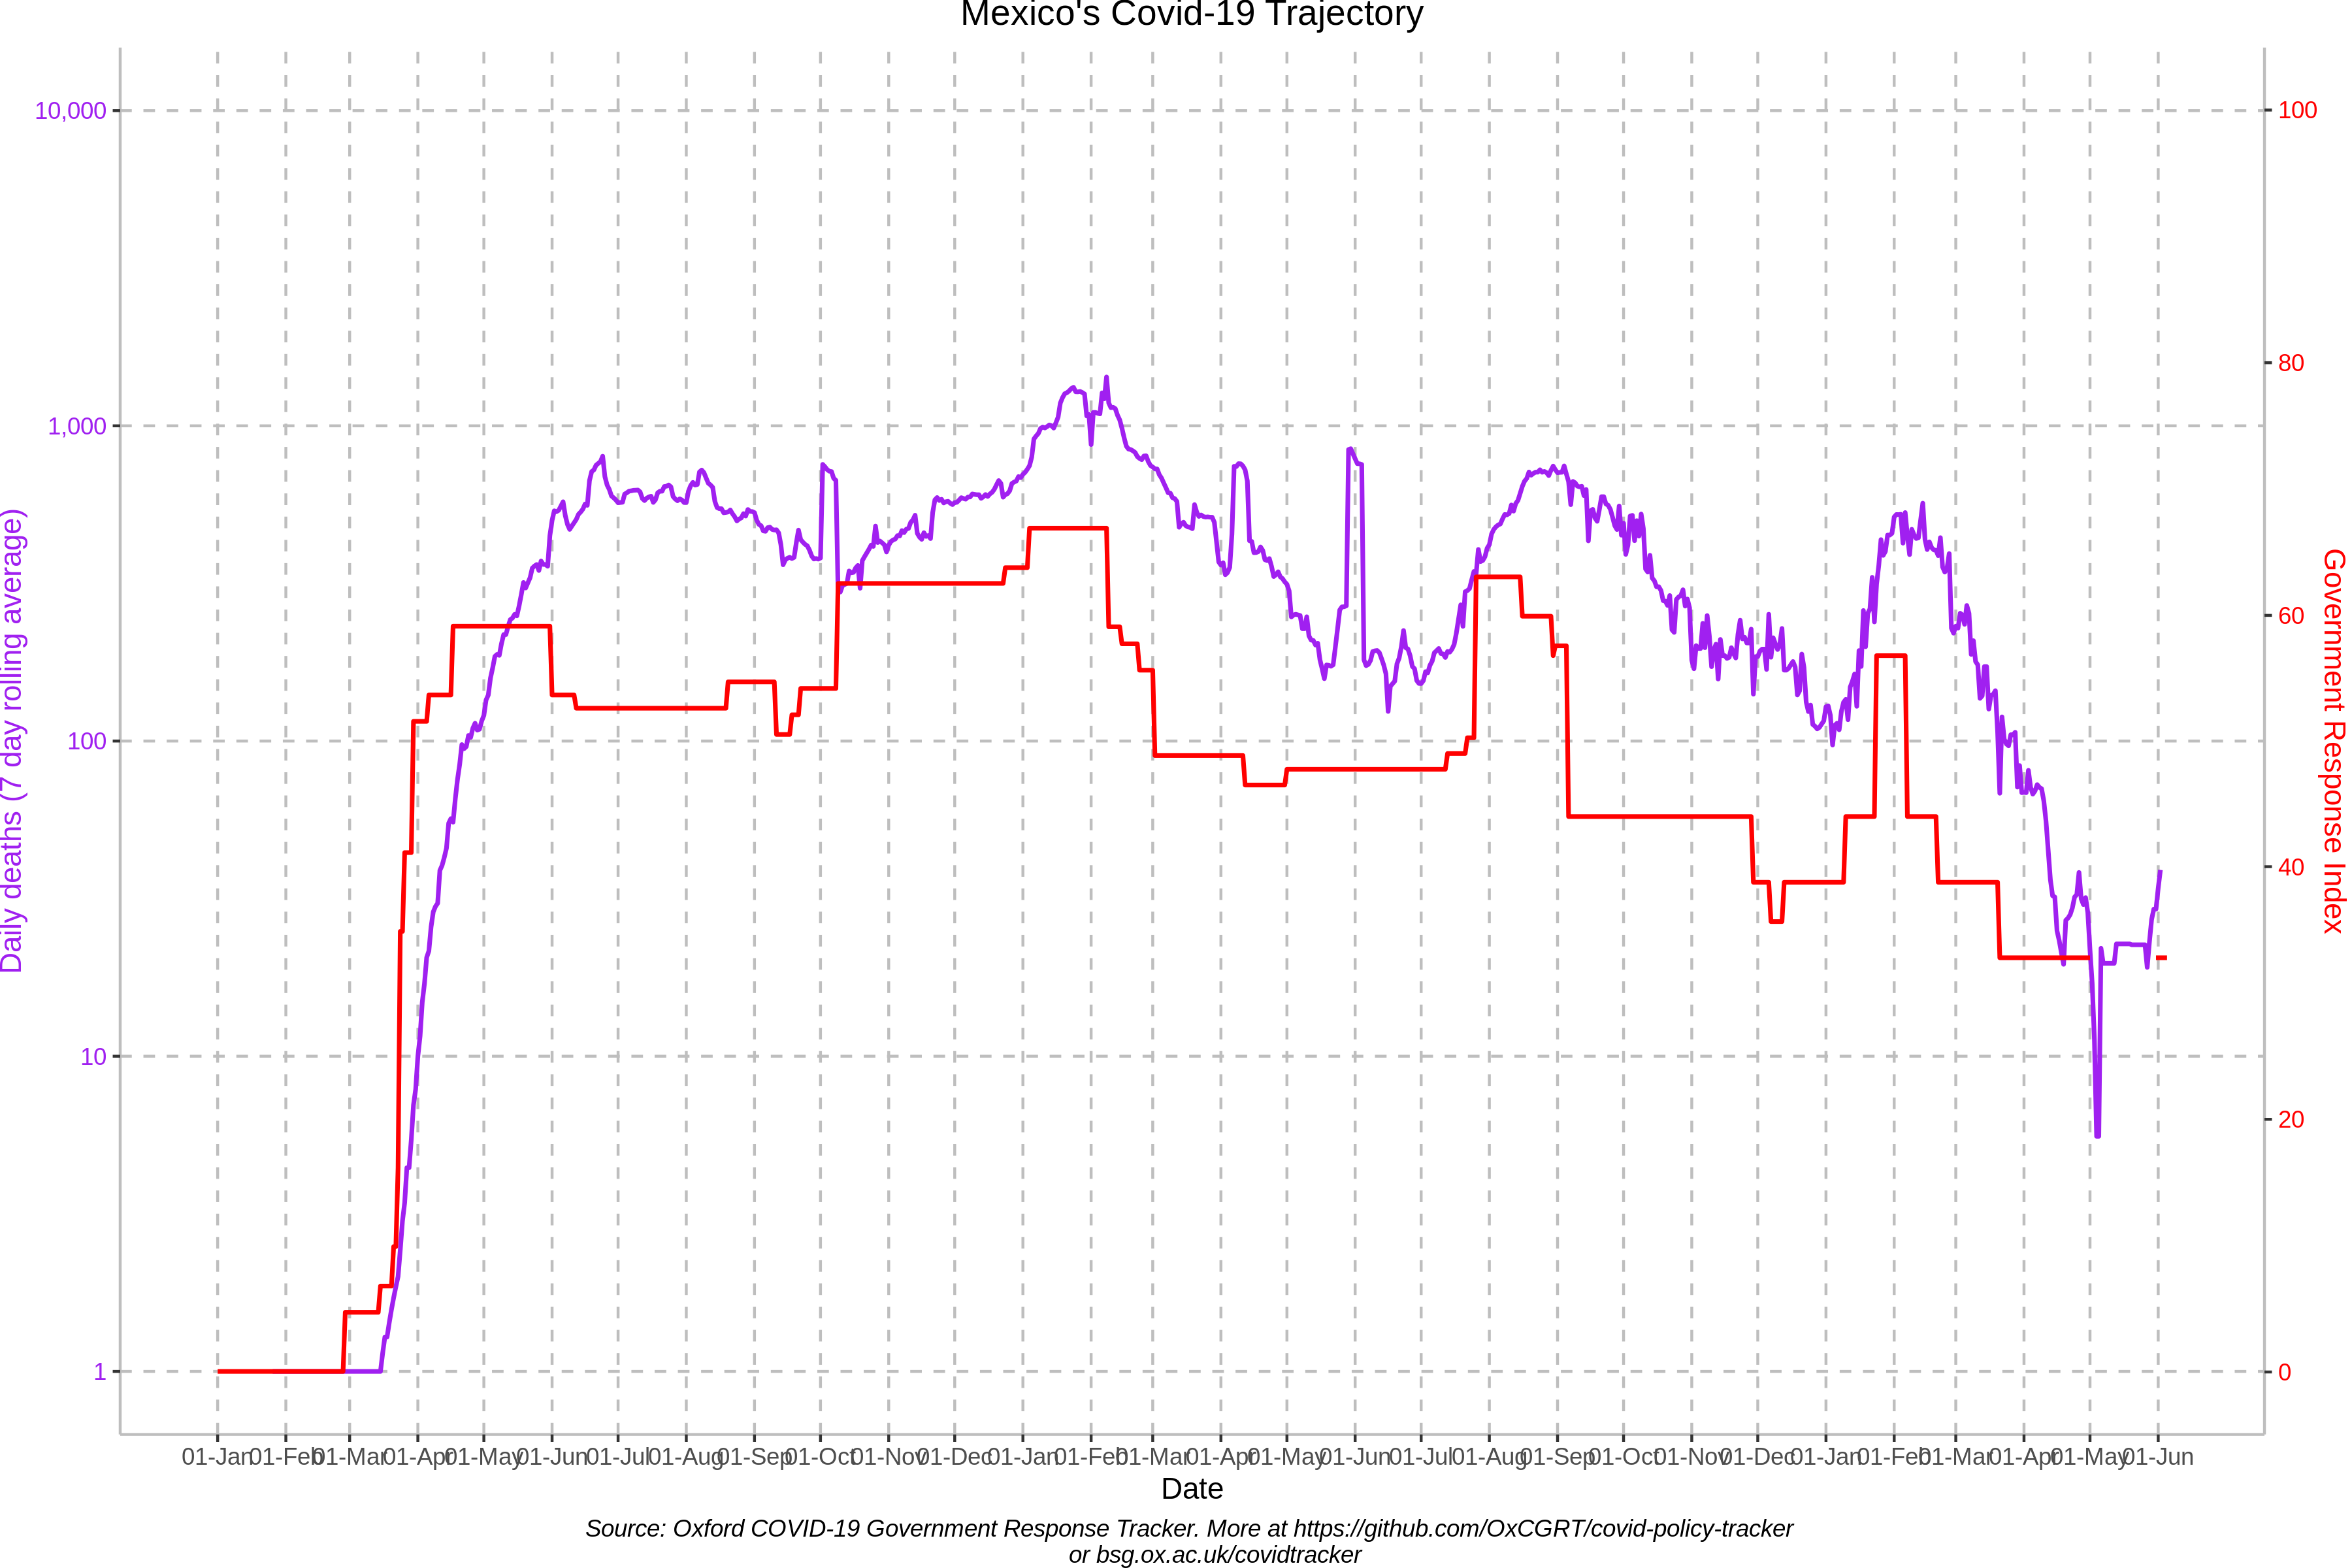 Mexico's Covid-19 Trajectory
10,000
1,000
100
10
1
Daily deaths (7 day rolling average)
100
80
60
40
20
0
Government Response Index
01-Jan 01-Feb 01-Mar 01-Apr 01-May 01-Jun 01-Jul 01-Aug 01-Sep 01-Oct 01-Nov 01-Dec 01-Jan 01-Feb 01-Mar 01-Apr 01-May 01-Jun 01-Jul 01-Aug 01-Sep 01-Oct 01-Nov 01-Dec 01-Jan 01-Feb 01-Mar 01-Apr 01-May 01-Jun
Date
Source: Oxford COVID-19 Government Response Tracker. More at https://github.com/OxCGRT/covid-policy-tracker
or bsg.ox.ac.uk/covidtracker